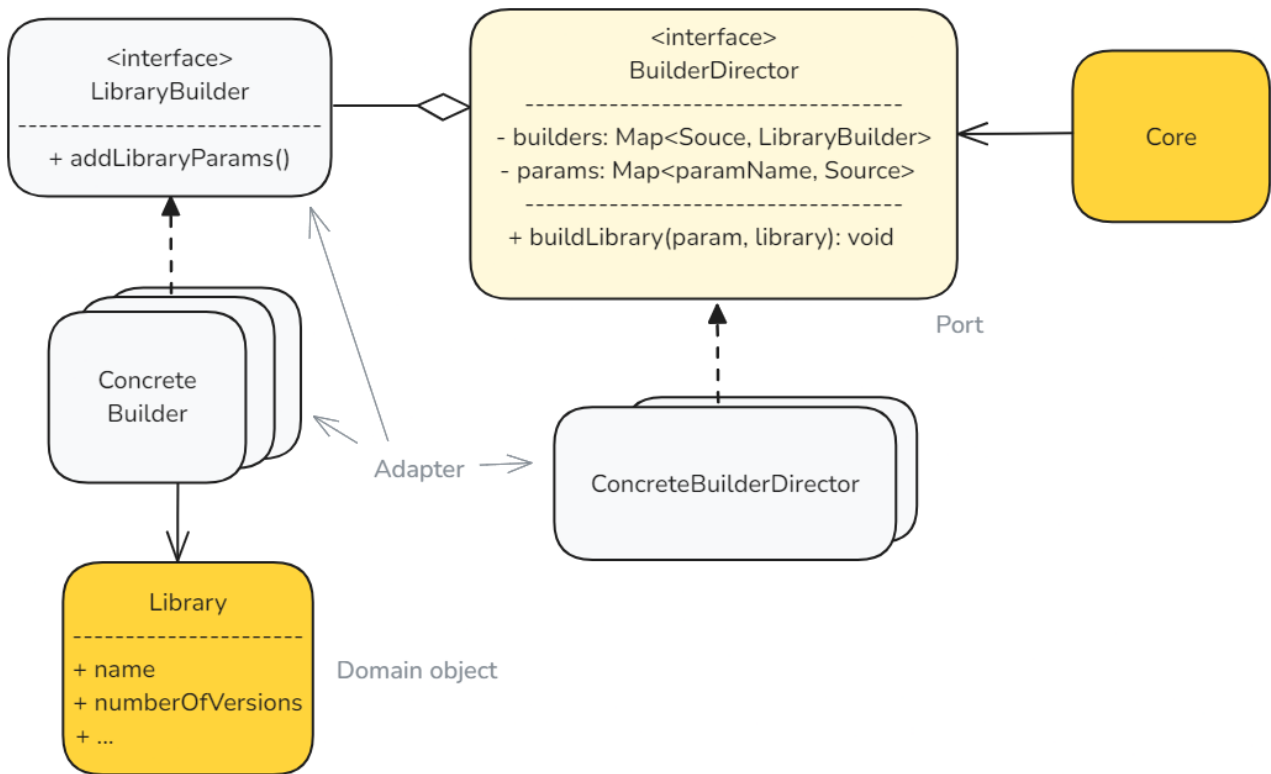 <interface>
LibraryBuilder
+ addLibraryParams()
<interface>
BuilderDirector
- builders: Map<Souce, LibraryBuilder>
- params: Map<paramName, Source>
+ buildLibrary(param, library): void
Core
Port
Concrete
Builder
Adapter
ConcreteBuilderDirector
Library
+ name
+ numberOfVersions
+ ...
Domain object